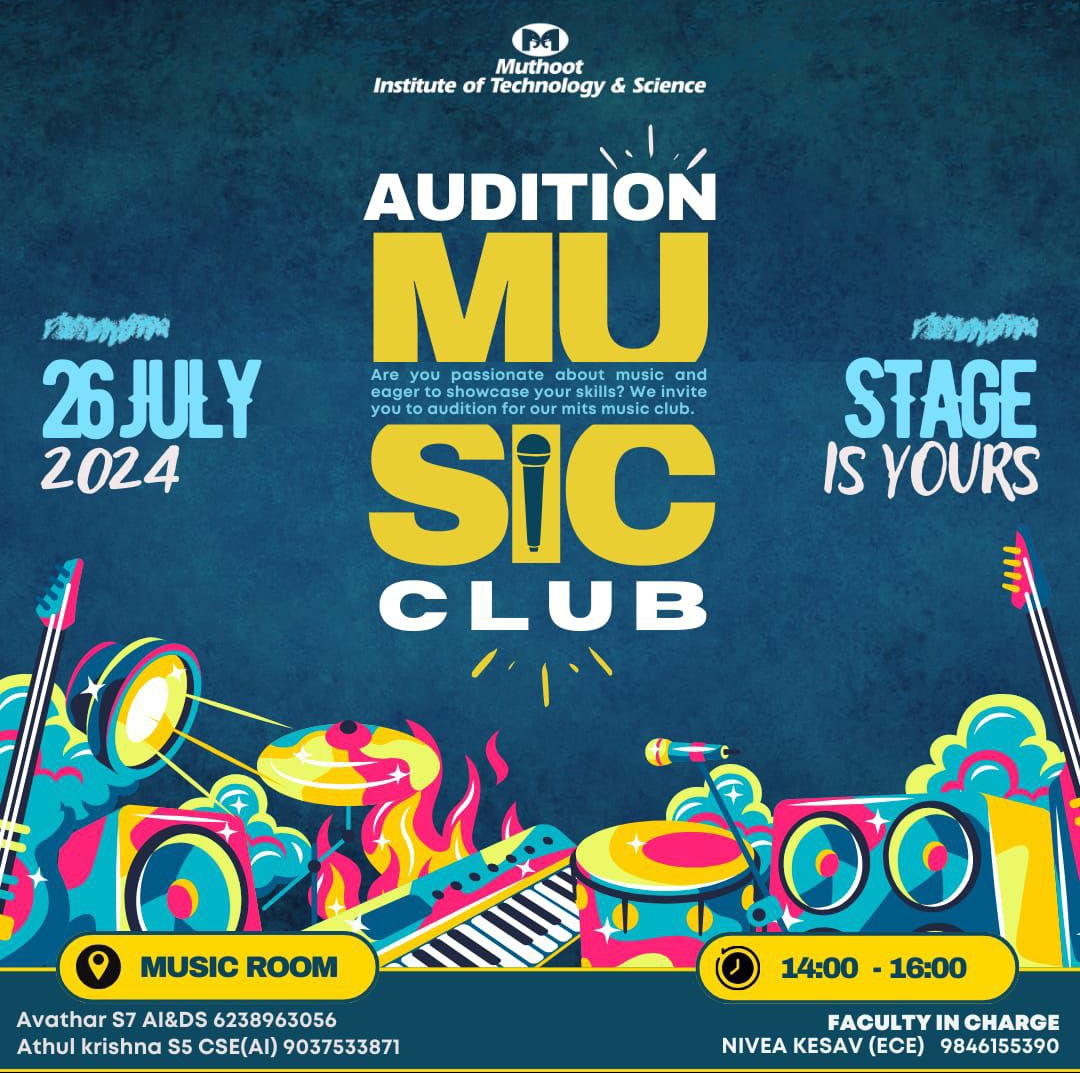 Muthoot
Institute of Technology & Science
AUDITION
MU
Are you passionate about music and
eager to showcase your skills? We invite
you to audition for our mits music club.
SIC
CLUB
26 JULY
2024
STAGE
IS YOURS
MUSIC ROOM
14:00 - 16:00
Avathar S7 AI&DS 6238963056
Athul krishna S5 CSE(AI) 9037533871
FACULTY IN CHARGE
NIVEA KESAV (ECE) 9846155390